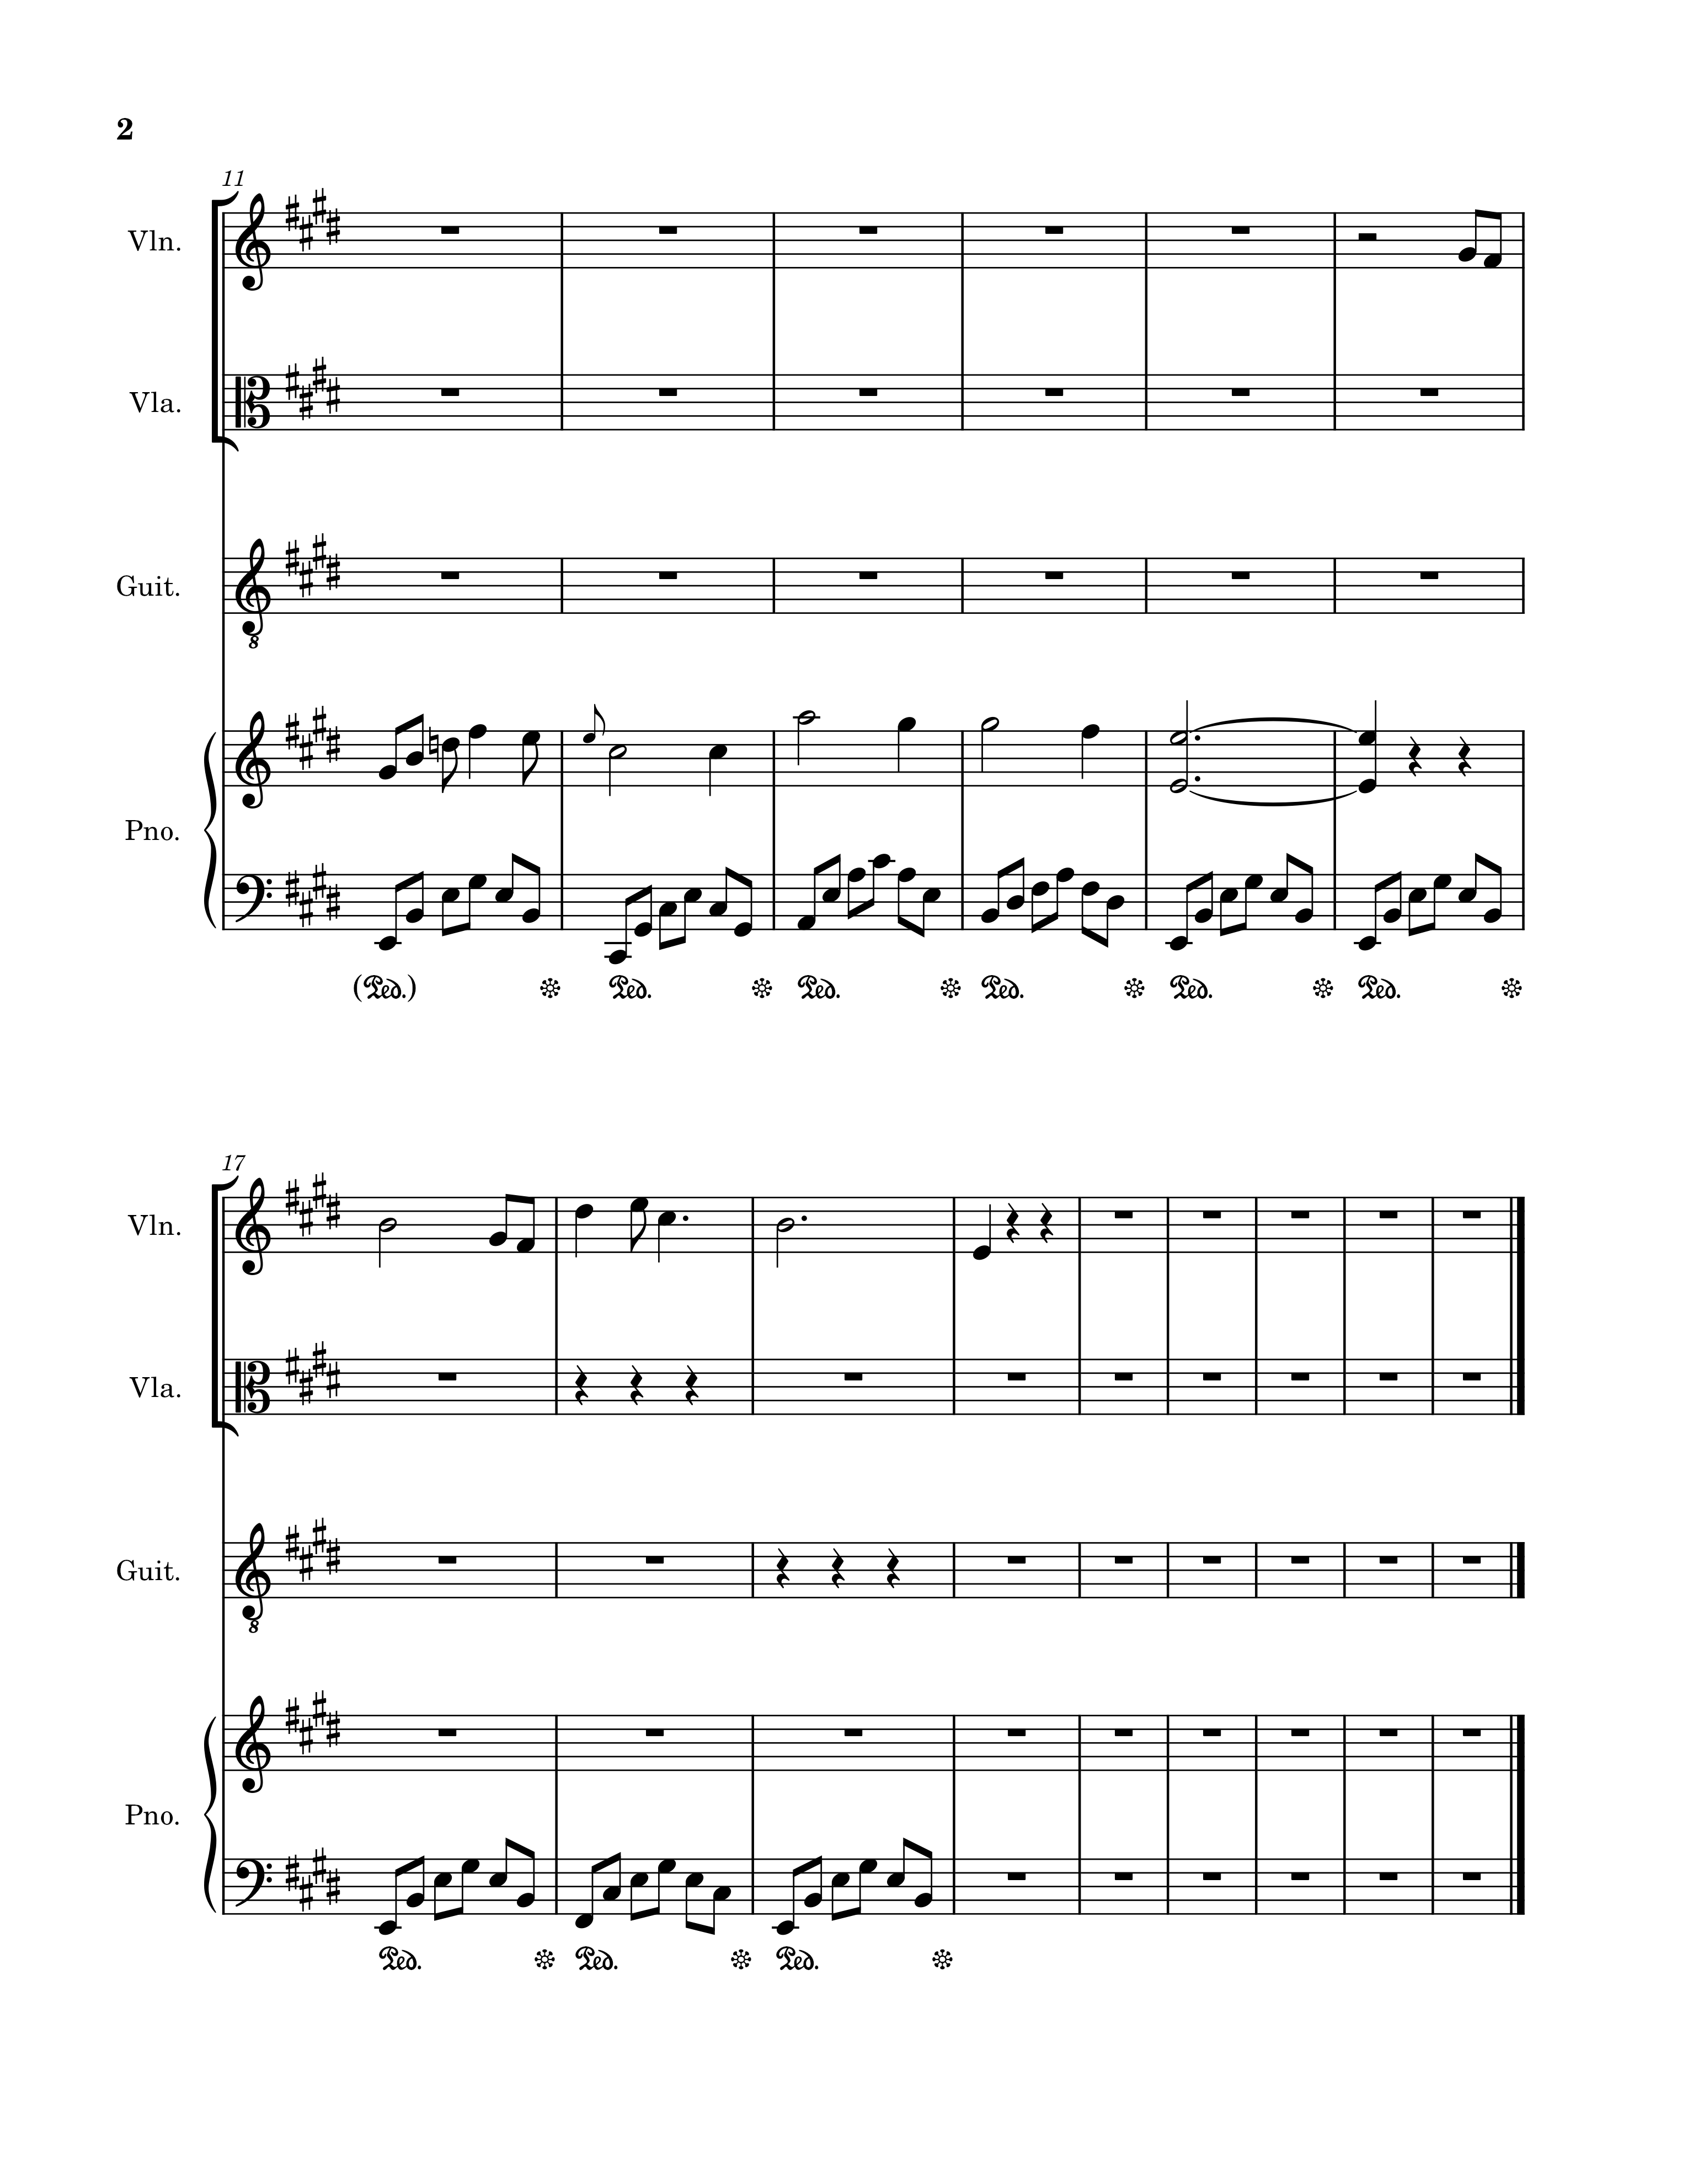 2
11
Vln.
Vla.
Guit.
8
Pno.
(Ped.) Ped. Ped. Ped. Ped. Ped.
17
Vln.
Vla.
Guit.
8
Pno.
Ped. Ped. Ped.